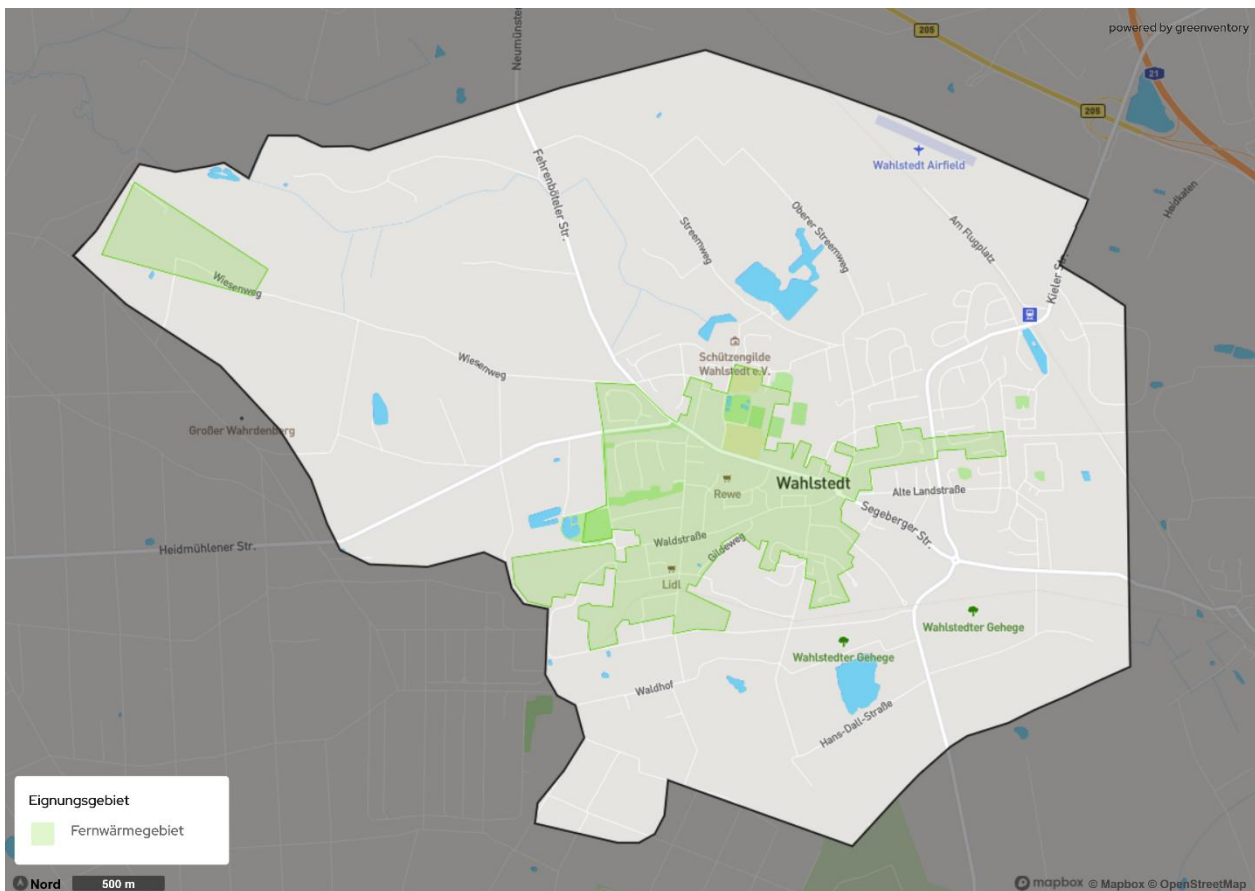 powered by greenventory
205
21
205
Neumünster
Fehrenböteler Str.
Wahlstedt Airfield
Heidkaten
Streemweg
Oberer Streemweg
Am Flugplatz
Kieler Str.
Wiesenweg
Wiesenweg
Schützengilde
Wahlstedt e.V.
Großer Wahrdenberg
Rewe
Wahlstedt
Alte Landstraße
Segeberger Str.
Heidmühlener Str.
Waldstraße
Gildeweg
Lidl
Wahlstedter Gehege
Wahlstedter Gehege
Waldhof
Hans-Dall-Straße
Eignungsgebiet
Fernwärmegebiet
Nord
500 m
mapbox © Mapbox © OpenStreetMap